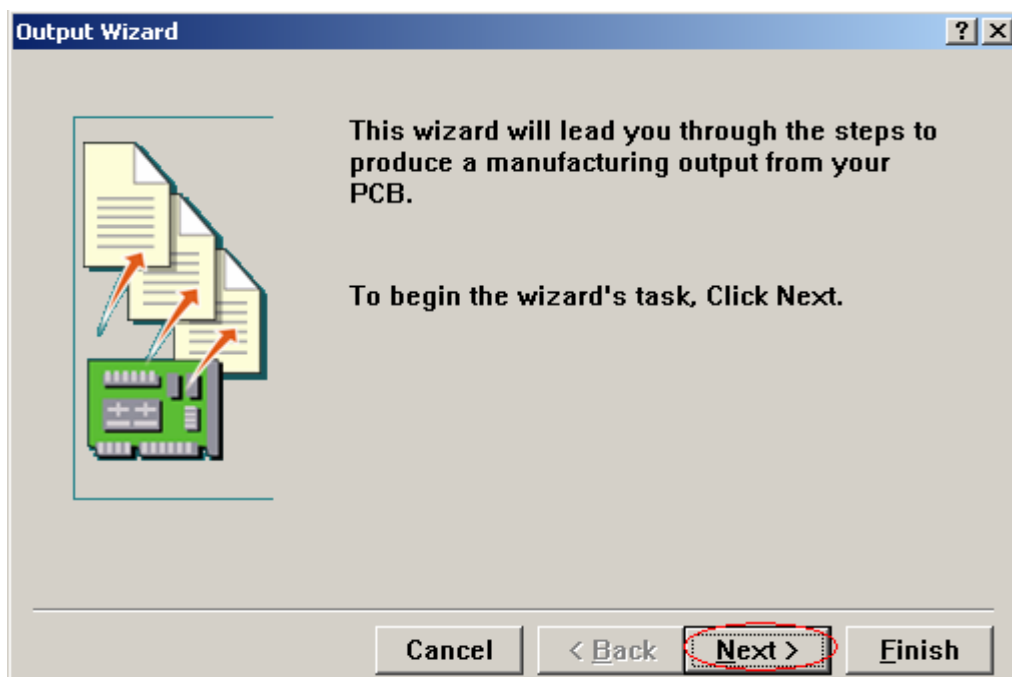 Output Wizard
? X
This wizard will lead you through the steps to
produce a manufacturing output from your
PCB.
To begin the wizard's task, Click Next.
Cancel < Back Next > Finish